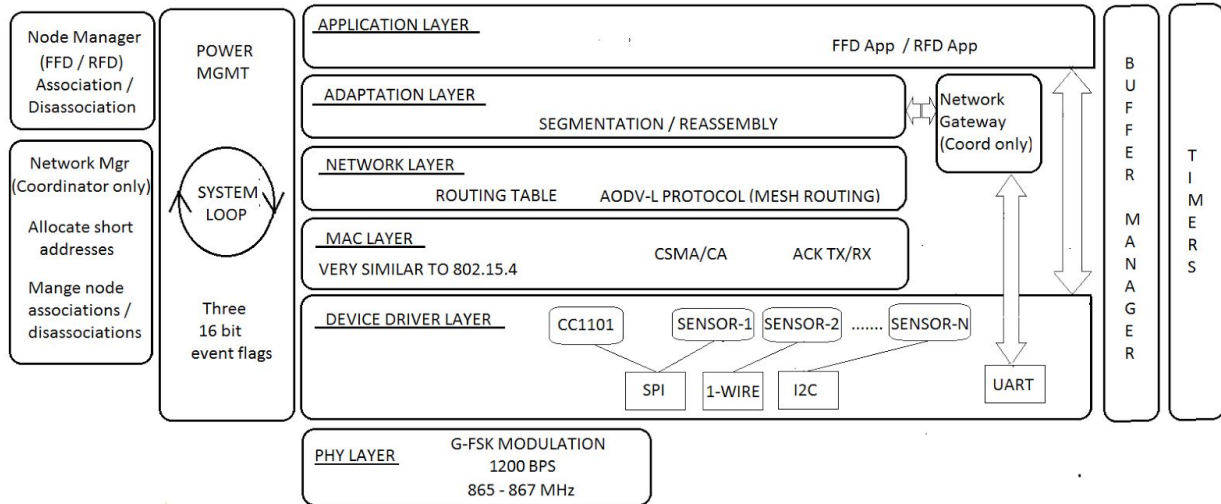 Node Manager
(FFD / RFD)
Association /
Disassociation
Network Mgr
(Coordinator only)
Allocate short
addresses
Mange node
associations /
disassociations
POWER
MGMT
SYSTEM
LOOP
Three
16 bit
event flags
APPLICATION LAYER
FFD App / RFD App
ADAPTATION LAYER
SEGMENTATION / REASSEMBLY
Network
Gateway
(Coord only)
NETWORK LAYER
ROUTING TABLE AODV-L PROTOCOL (MESH ROUTING)
MAC LAYER
CSMA/CA ACK TX/RX
VERY SIMILAR TO 802.15.4
DEVICE DRIVER LAYER
CC1101 SENSOR-1 SENSOR-2 ....... SENSOR-N
SPI 1-WIRE I2C UART
PHY LAYER
G-FSK MODULATION
1200 BPS
865 - 867 MHz
BUFFER MANAGER
TIMERS